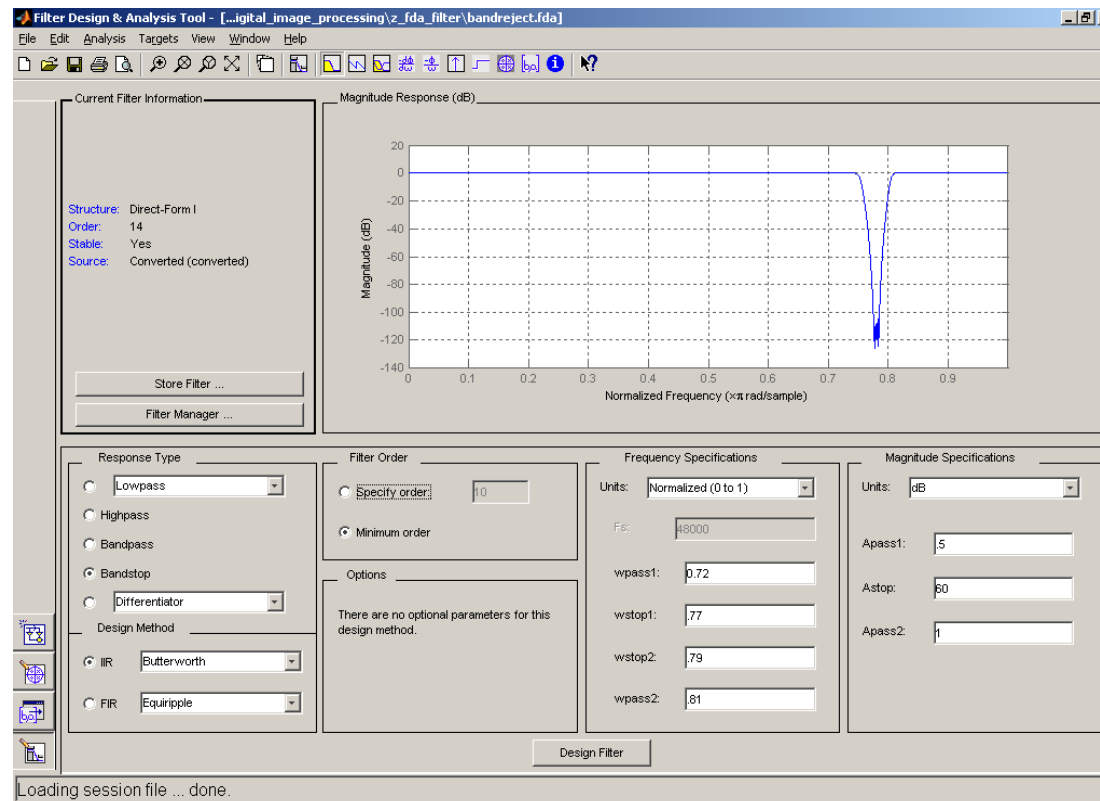 Filter Design & Analysis Tool - [...igital_image_processing\z_fda_filter\bandreject.fda]
File Edit Analysis Targets View Window Help
Current Filter Information
Structure: Direct-Form I
Order: 14
Stable: Yes
Source: Converted (converted)
Store Filter ...
Filter Manager ...
Magnitude Response (dB)
20
0
-20
-40
-60
-80
-100
-120
-140
Magnitude (dB)
0 0.1 0.2 0.3 0.4 0.5 0.6 0.7 0.8 0.9
Normalized Frequency (×π rad/sample)
Response Type
Lowpass
Highpass
Bandpass
Bandstop
Differentiator
Design Method
IIR Butterworth
FIR Equiripple
Filter Order
Specify order: 10
Minimum order
Options
There are no optional parameters for this
design method.
Frequency Specifications
Units: Normalized (0 to 1)
Fs: 48000
wpass1: 0.72
wstop1: .77
wstop2: .79
wpass2: .81
Magnitude Specifications
Units: dB
Apass1: .5
Astop: 60
Apass2: 1
Design Filter
Loading session file ... done.